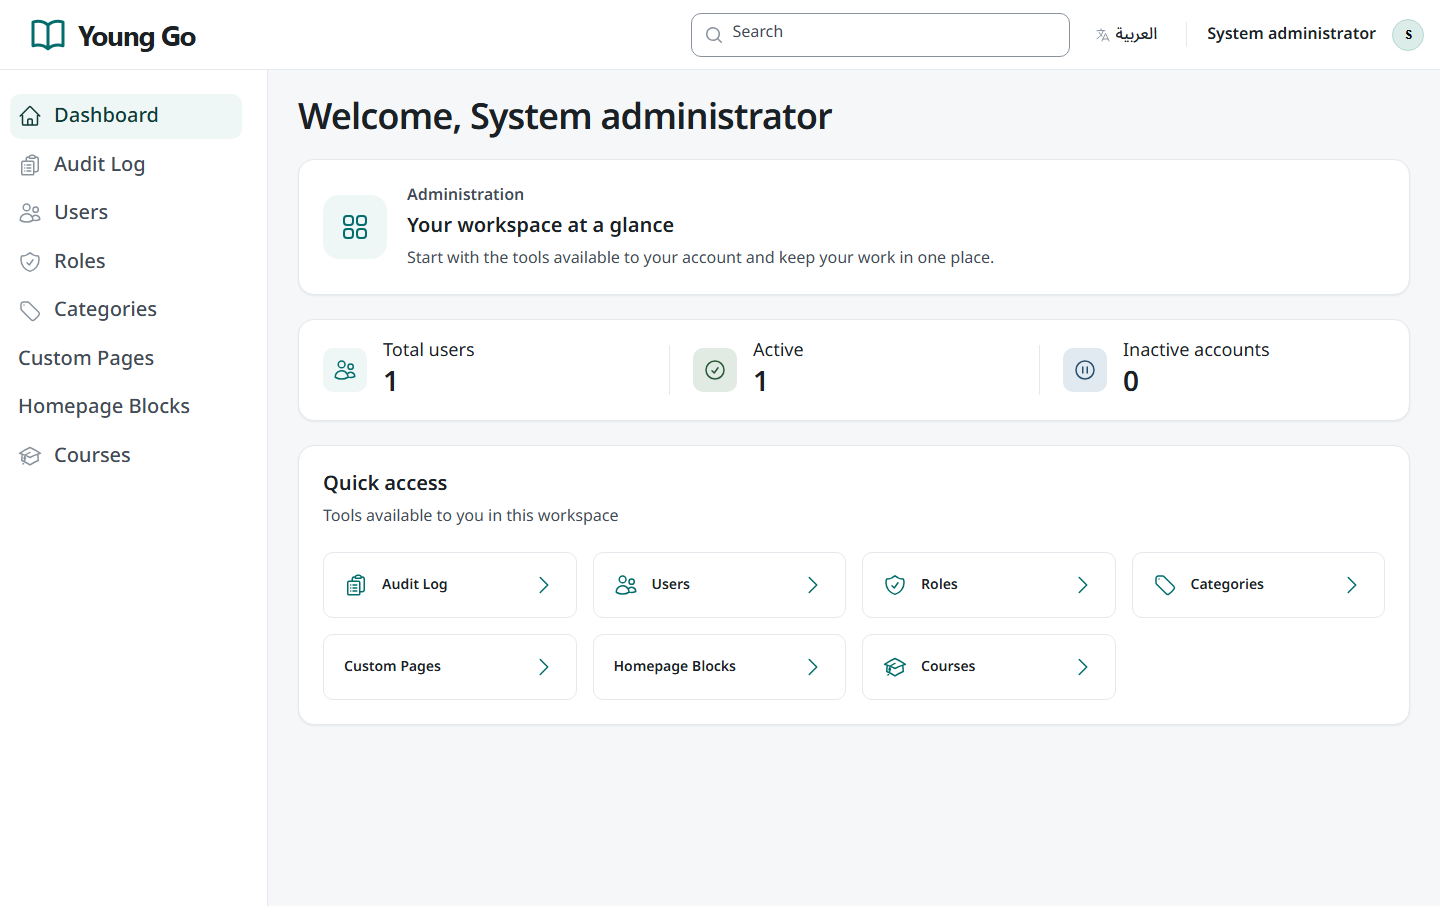 Young Go
Search
العربية
System administrator
S
Dashboard
Audit Log
Users
Roles
Categories
Custom Pages
Homepage Blocks
Courses
Welcome, System administrator
Administration
Your workspace at a glance
Start with the tools available to your account and keep your work in one place.
Total users
1
Active
1
Inactive accounts
0
Quick access
Tools available to you in this workspace
Audit Log
Users
Roles
Categories
Custom Pages
Homepage Blocks
Courses